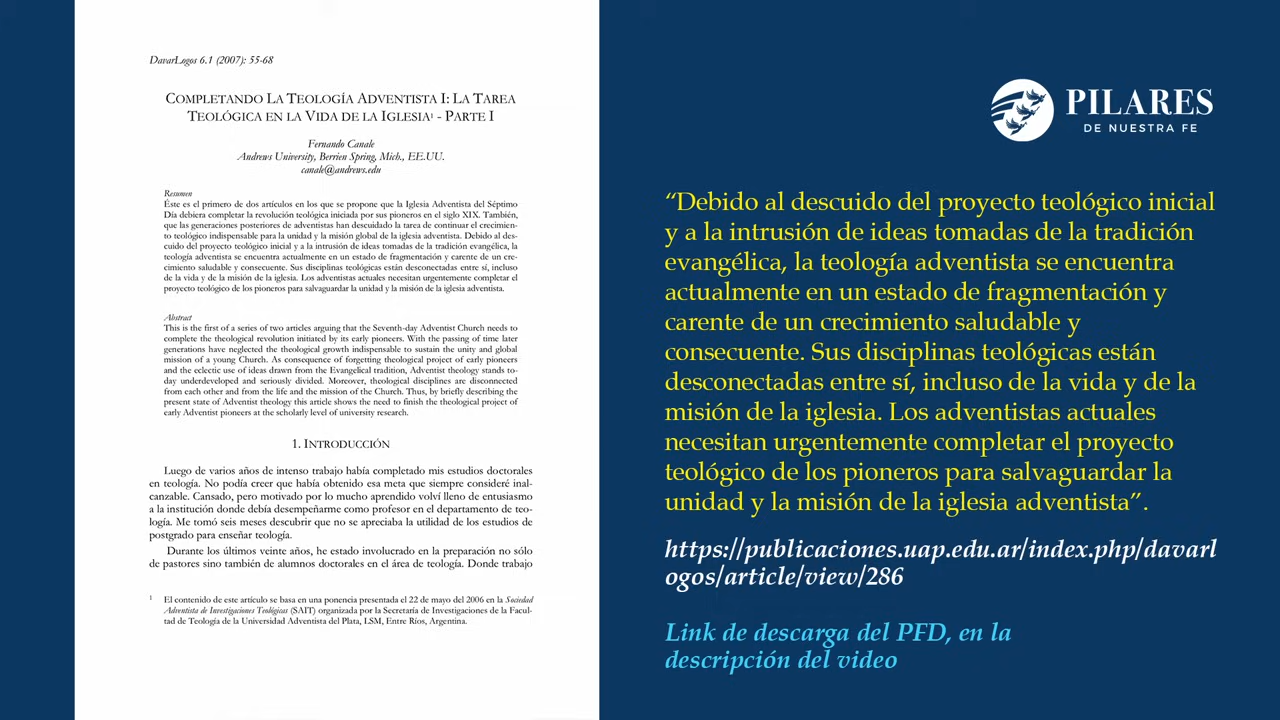 DavarLogos 6.1 (2007): 55-68
COMPLETANDO LA TEOLOGÍA ADVENTISTA I: LA TAREA
TEOLÓGICA EN LA VIDA DE LA IGLESIA¹ - PARTE I
Fernando Canale
Andrews University, Berrien Spring, Mich., EE.UU.
canale@andrews.edu
Resumen
Éste es el primero de dos artículos en los que se propone que la Iglesia Adventista del Séptimo
Día debiera completar la revolución teológica iniciada por sus pioneros en el siglo XIX. También,
que las generaciones posteriores de adventistas han descuidado la tarea de continuar el crecimien-
to teológico indispensable para la unidad y la misión global de la iglesia adventista. Debido al des-
cuido del proyecto teológico inicial y a la intrusión de ideas tomadas de la tradición evangélica, la
teología adventista se encuentra actualmente en un estado de fragmentación y carente de un cre-
cimiento saludable y consecuente. Sus disciplinas teológicas están desconectadas entre sí, incluso
de la vida y de la misión de la iglesia. Los adventistas actuales necesitan urgentemente completar el
proyecto teológico de los pioneros para salvaguardar la unidad y la misión de la iglesia adventista.
Abstract
This is the first of a series of two articles arguing that the Seventh-day Adventist Church needs to
complete the theological revolution initiated by its early pioneers. With the passing of time later
generations have neglected the theological growth indispensable to sustain the unity and global
mission of a young Church. As consequence of forgetting theological project of early pioneers
and the eclectic use of ideas drawn from the Evangelical tradition, Adventist theology stands to-
day underdeveloped and seriously divided. Moreover, theological disciplines are disconnected
from each other and from the life and the mission of the Church. Thus, by briefly describing the
present state of Adventist theology this article shows the need to finish the theological project of
early Adventist pioneers at the scholarly level of university research.
1. INTRODUCCIÓN
Luego de varios años de intenso trabajo había completado mis estudios doctorales
en teología. No podía creer que había obtenido esa meta que siempre consideré inal-
canzable. Cansado, pero motivado por lo mucho aprendido volví lleno de entusiasmo
a la institución donde debía desempeñarme como profesor en el departamento de teo-
logía. Me tomó seis meses descubrir que no se apreciaba la utilidad de los estudios de
postgrado para enseñar teología.
Durante los últimos veinte años, he estado involucrado en la preparación no sólo
de pastores sino también de alumnos doctorales en el área de teología. Donde trabajo
1 El contenido de este artículo se basa en una ponencia presentada el 22 de mayo del 2006 en la Sociedad
Adventista de Investigaciones Teológicas (SAIT) organizada por la Secretaría de Investigaciones de la Facul-
tad de Teología de la Universidad Adventista del Plata, LSM, Entre Ríos, Argentina.
PILARES
DE NUESTRA FE
“Debido al descuido del proyecto teológico inicial
y a la intrusión de ideas tomadas de la tradición
evangélica, la teología adventista se encuentra
actualmente en un estado de fragmentación y
carente de un crecimiento saludable y
consecuente. Sus disciplinas teológicas están
desconectadas entre sí, incluso de la vida y de la
misión de la iglesia. Los adventistas actuales
necesitan urgentemente completar el proyecto
teológico de los pioneros para salvaguardar la
unidad y la misión de la iglesia adventista”.
https://publicaciones.uap.edu.ar/index.php/davarl
ogos/article/view/286
Link de descarga del PFD, en la
descripción del video